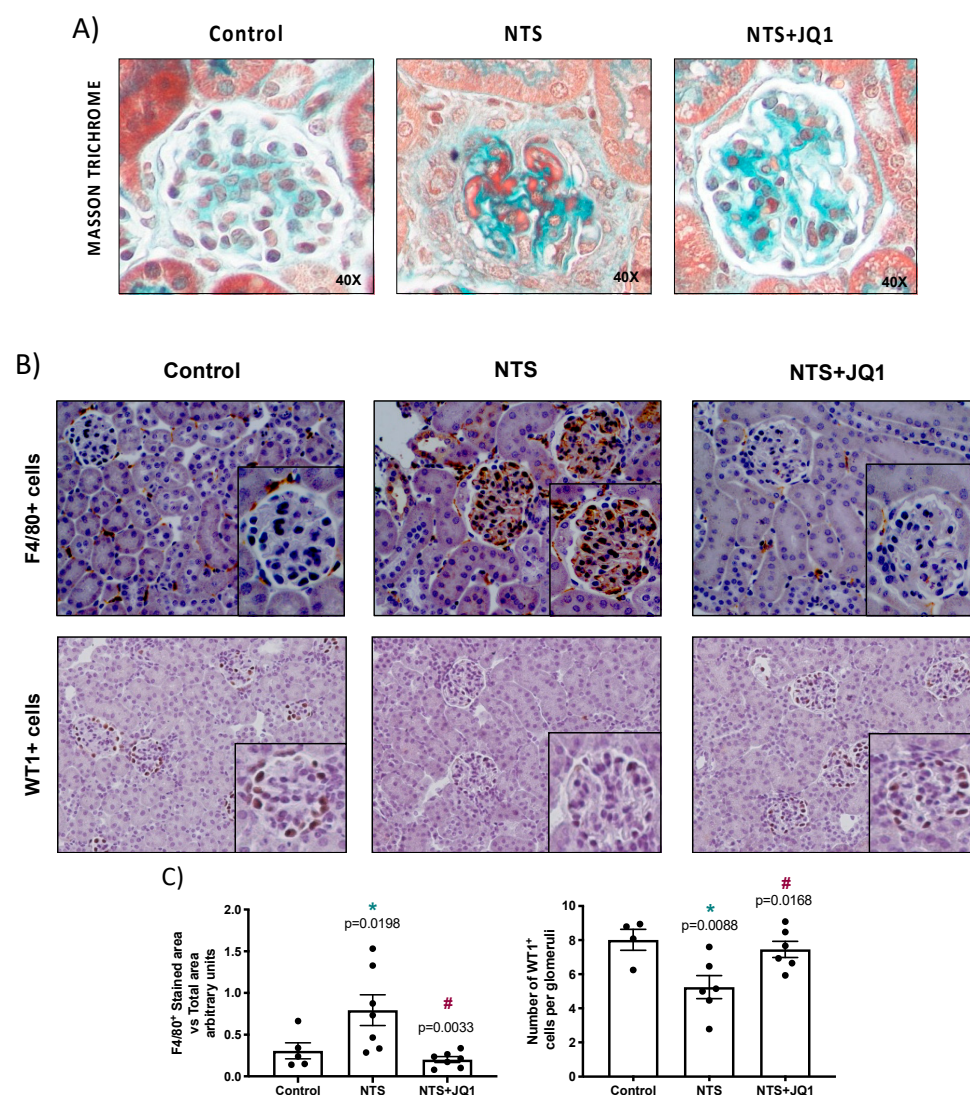 A)
Control NTS NTS+JQ1
MASSON TRICHROME
40X 40X 40X
B)
Control NTS NTS+JQ1
F4/80+ cells
WT1+ cells
C)
F4/80⁺ Stained area
vs Total area
arbitrary units
2.0
1.5
1.0
0.5
0.0
*
p=0.0198
#
p=0.0033
Control NTS NTS+JQ1
Number of WT1⁺
cells per glomeruli
10
8
6
4
2
0
*
p=0.0088
#
p=0.0168
Control NTS NTS+JQ1